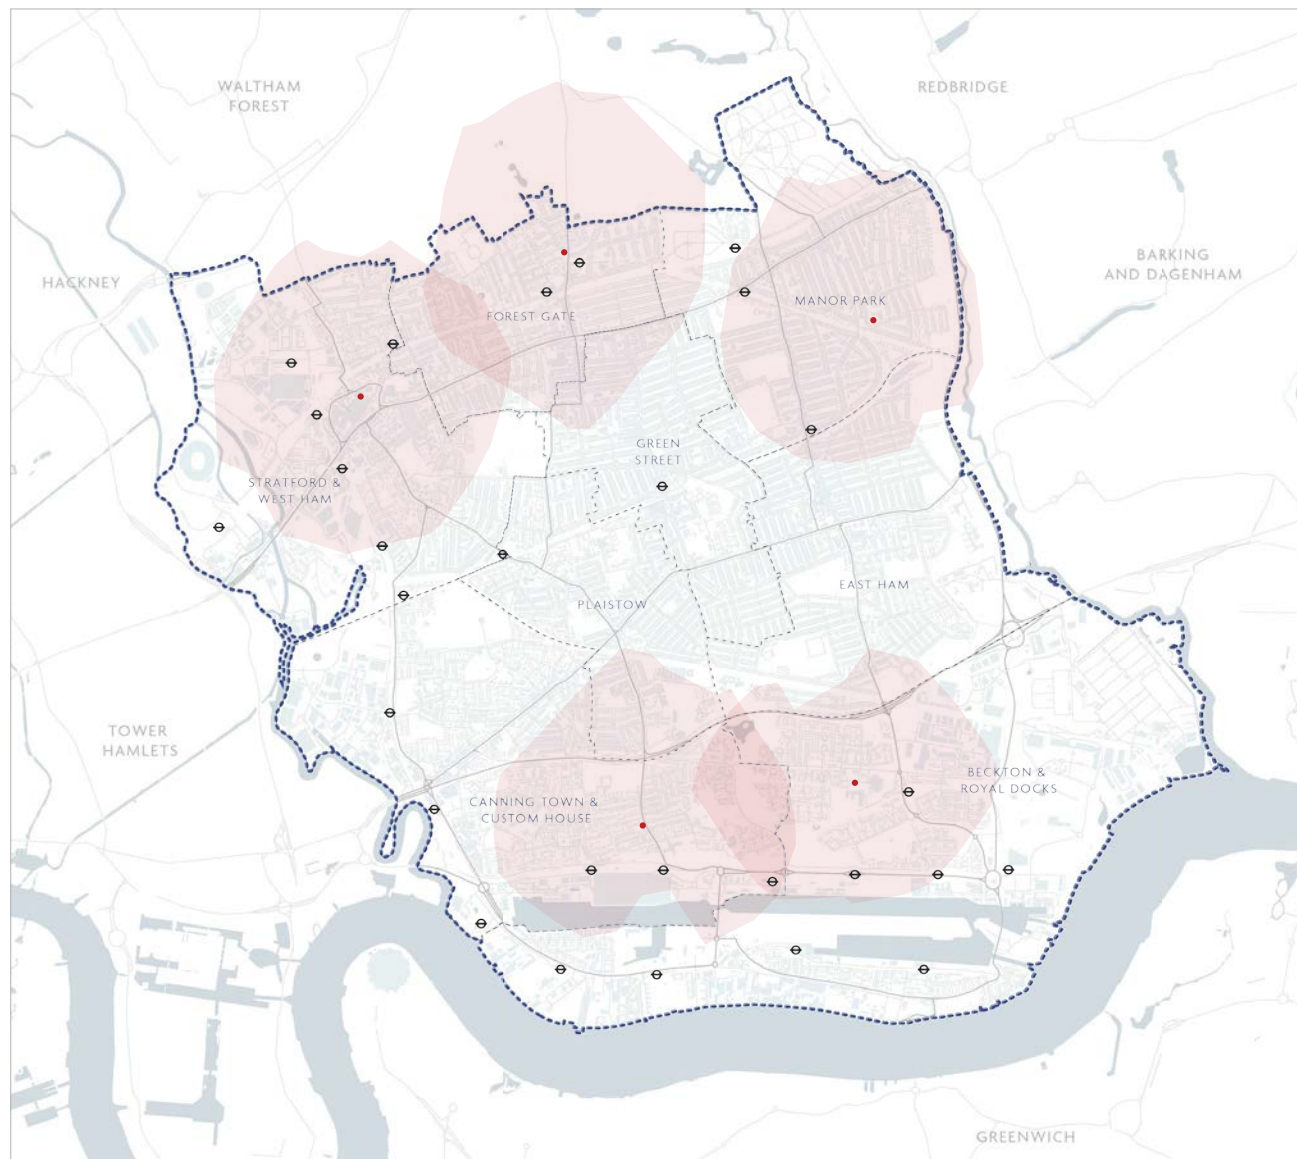 WALTHAM
FOREST
REDBRIDGE
HACKNEY
BARKING
AND DAGENHAM
MANOR PARK
FOREST GATE
GREEN
STREET
STRATFORD &
WEST HAM
EAST HAM
PLAISTOW
TOWER
HAMLETS
BECKTON &
ROYAL DOCKS
CANNING TOWN &
CUSTOM HOUSE
GREENWICH